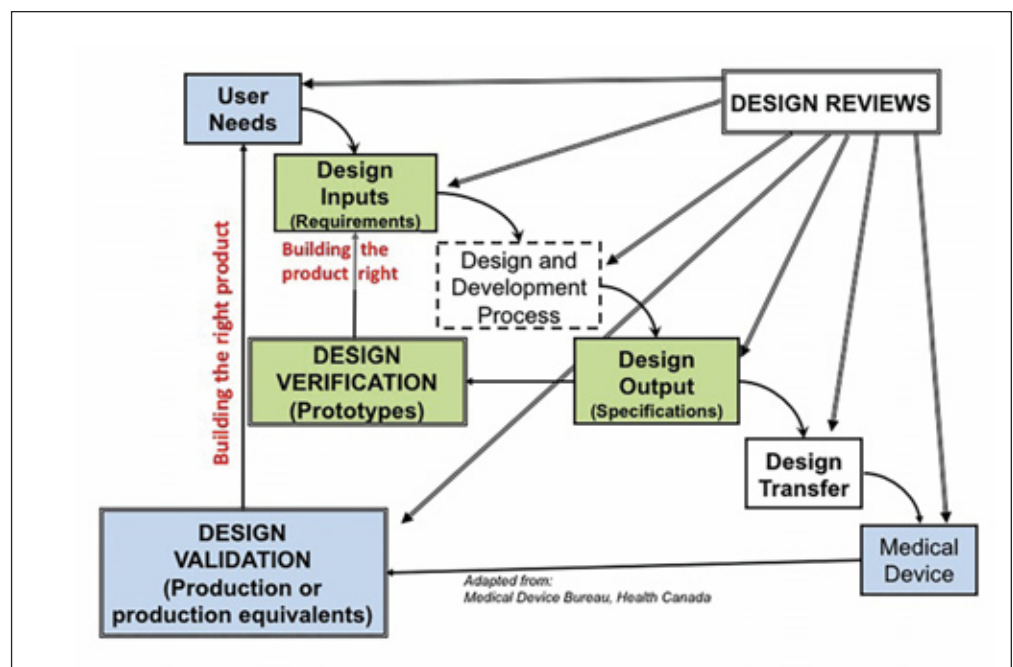 User
Needs
DESIGN REVIEWS
Design
Inputs
(Requirements)
Building the
product right
Design and
Development
Process
Building the right product
DESIGN
VERIFICATION
(Prototypes)
Design
Output
(Specifications)
Design
Transfer
DESIGN
VALIDATION
(Production or
production equivalents)
Medical
Device
Adapted from:
Medical Device Bureau, Health Canada